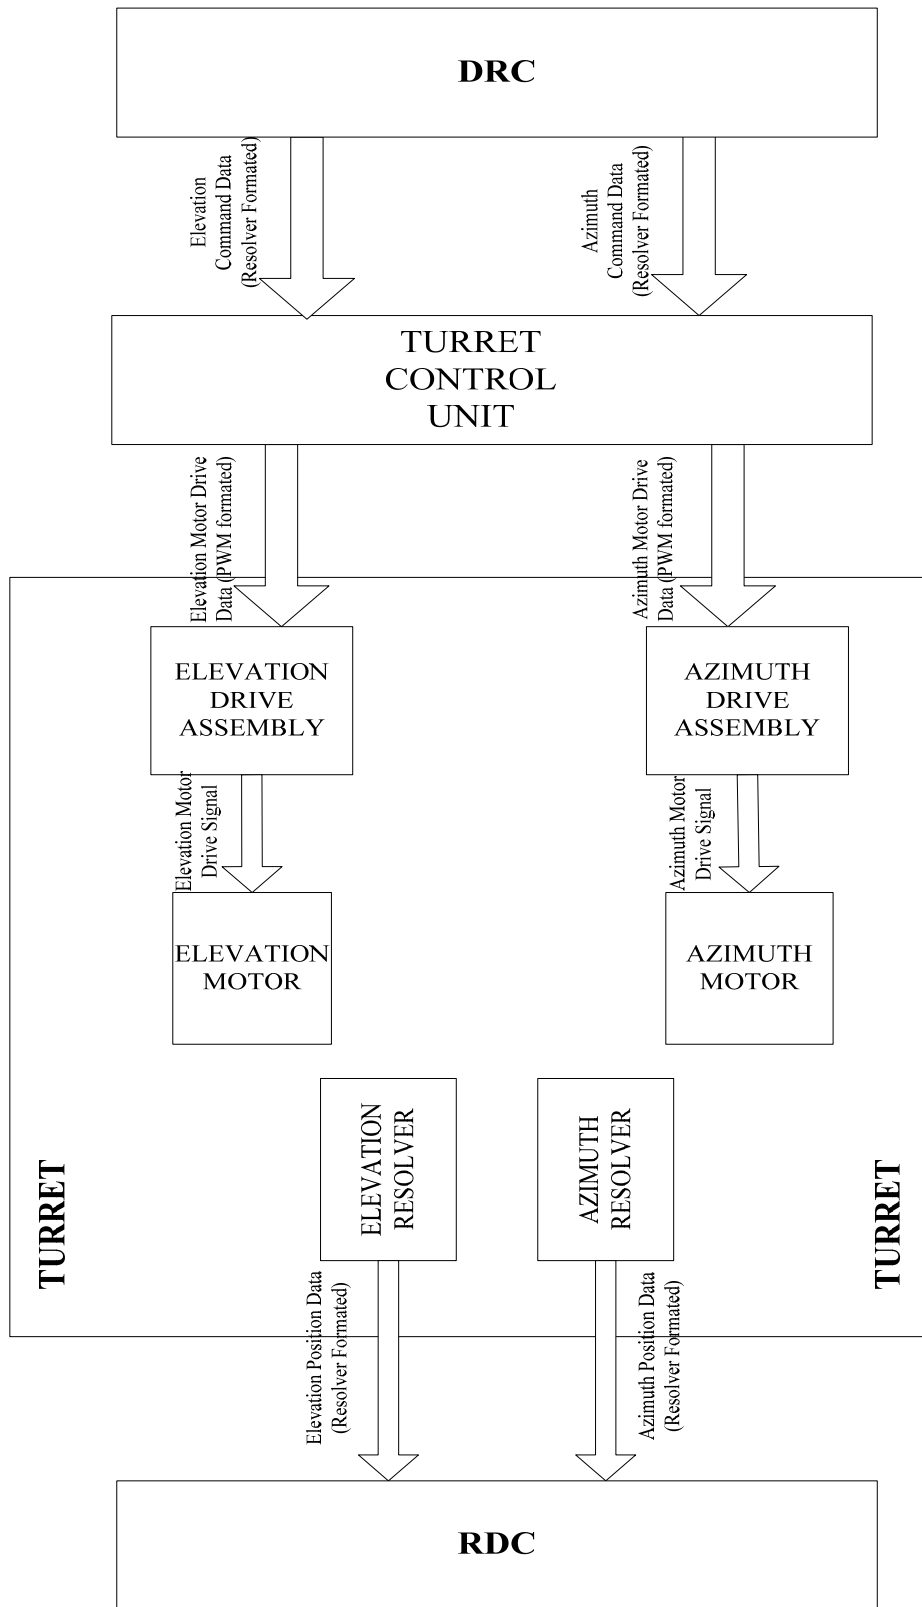 DRC
Elevation
Command Data
(Resolver Formated)
Azimuth
Command Data
(Resolver Formated)
TURRET
CONTROL
UNIT
Elevation Motor Drive
Data (PWM formated)
Azimuth Motor Drive
Data (PWM formated)
ELEVATION
DRIVE
ASSEMBLY
AZIMUTH
DRIVE
ASSEMBLY
Elevation Motor
Drive Signal
Azimuth Motor
Drive Signal
ELEVATION
MOTOR
AZIMUTH
MOTOR
TURRET
ELEVATION
RESOLVER
AZIMUTH
RESOLVER
TURRET
Elevation Position Data
(Resolver Formated)
Azimuth Position Data
(Resolver Formated)
RDC